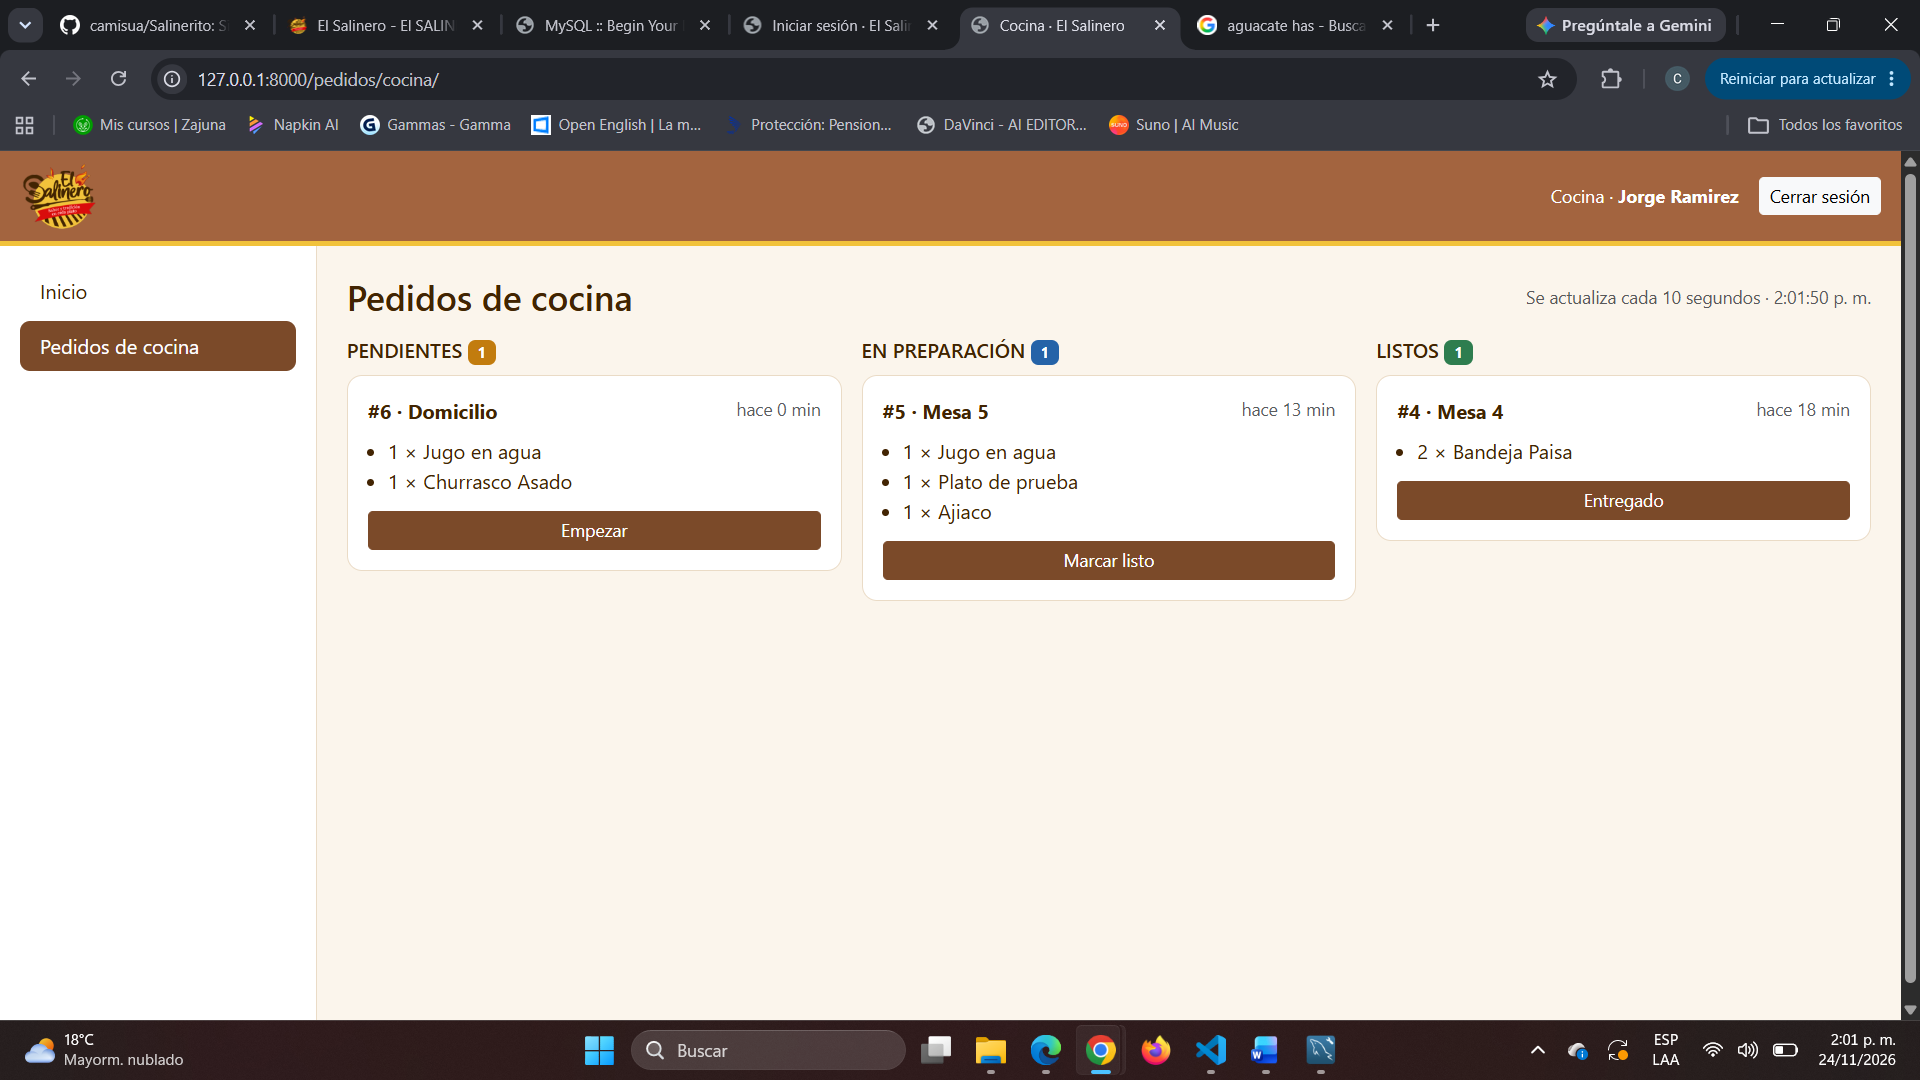 camisua/Salinerito: S
El Salinero - El SALIN
MySQL :: Begin Your
Iniciar sesión · El Salin
Cocina · El Salinero
aguacate has - Busca
Pregúntale a Gemini
127.0.0.1:8000/pedidos/cocina/
C
Reiniciar para actualizar
Mis cursos | Zajuna
Napkin AI
Gammas - Gamma
Open English | La m...
Protección: Pension...
DaVinci - AI EDITOR...
Suno | AI Music
Todos los favoritos
El Salinero
Cocina · Jorge Ramirez
Cerrar sesión
Inicio
Pedidos de cocina
Pedidos de cocina
Se actualiza cada 10 segundos · 2:01:50 p. m.
PENDIENTES 1
#6 · Domicilio
hace 0 min
1 × Jugo en agua
1 × Churrasco Asado
Empezar
EN PREPARACIÓN 1
#5 · Mesa 5
hace 13 min
1 × Jugo en agua
1 × Plato de prueba
1 × Ajiaco
Marcar listo
LISTOS 1
#4 · Mesa 4
hace 18 min
2 × Bandeja Paisa
Entregado
18°C
Mayorm. nublado
Buscar
ESP
LAA
2:01 p. m.
24/11/2026